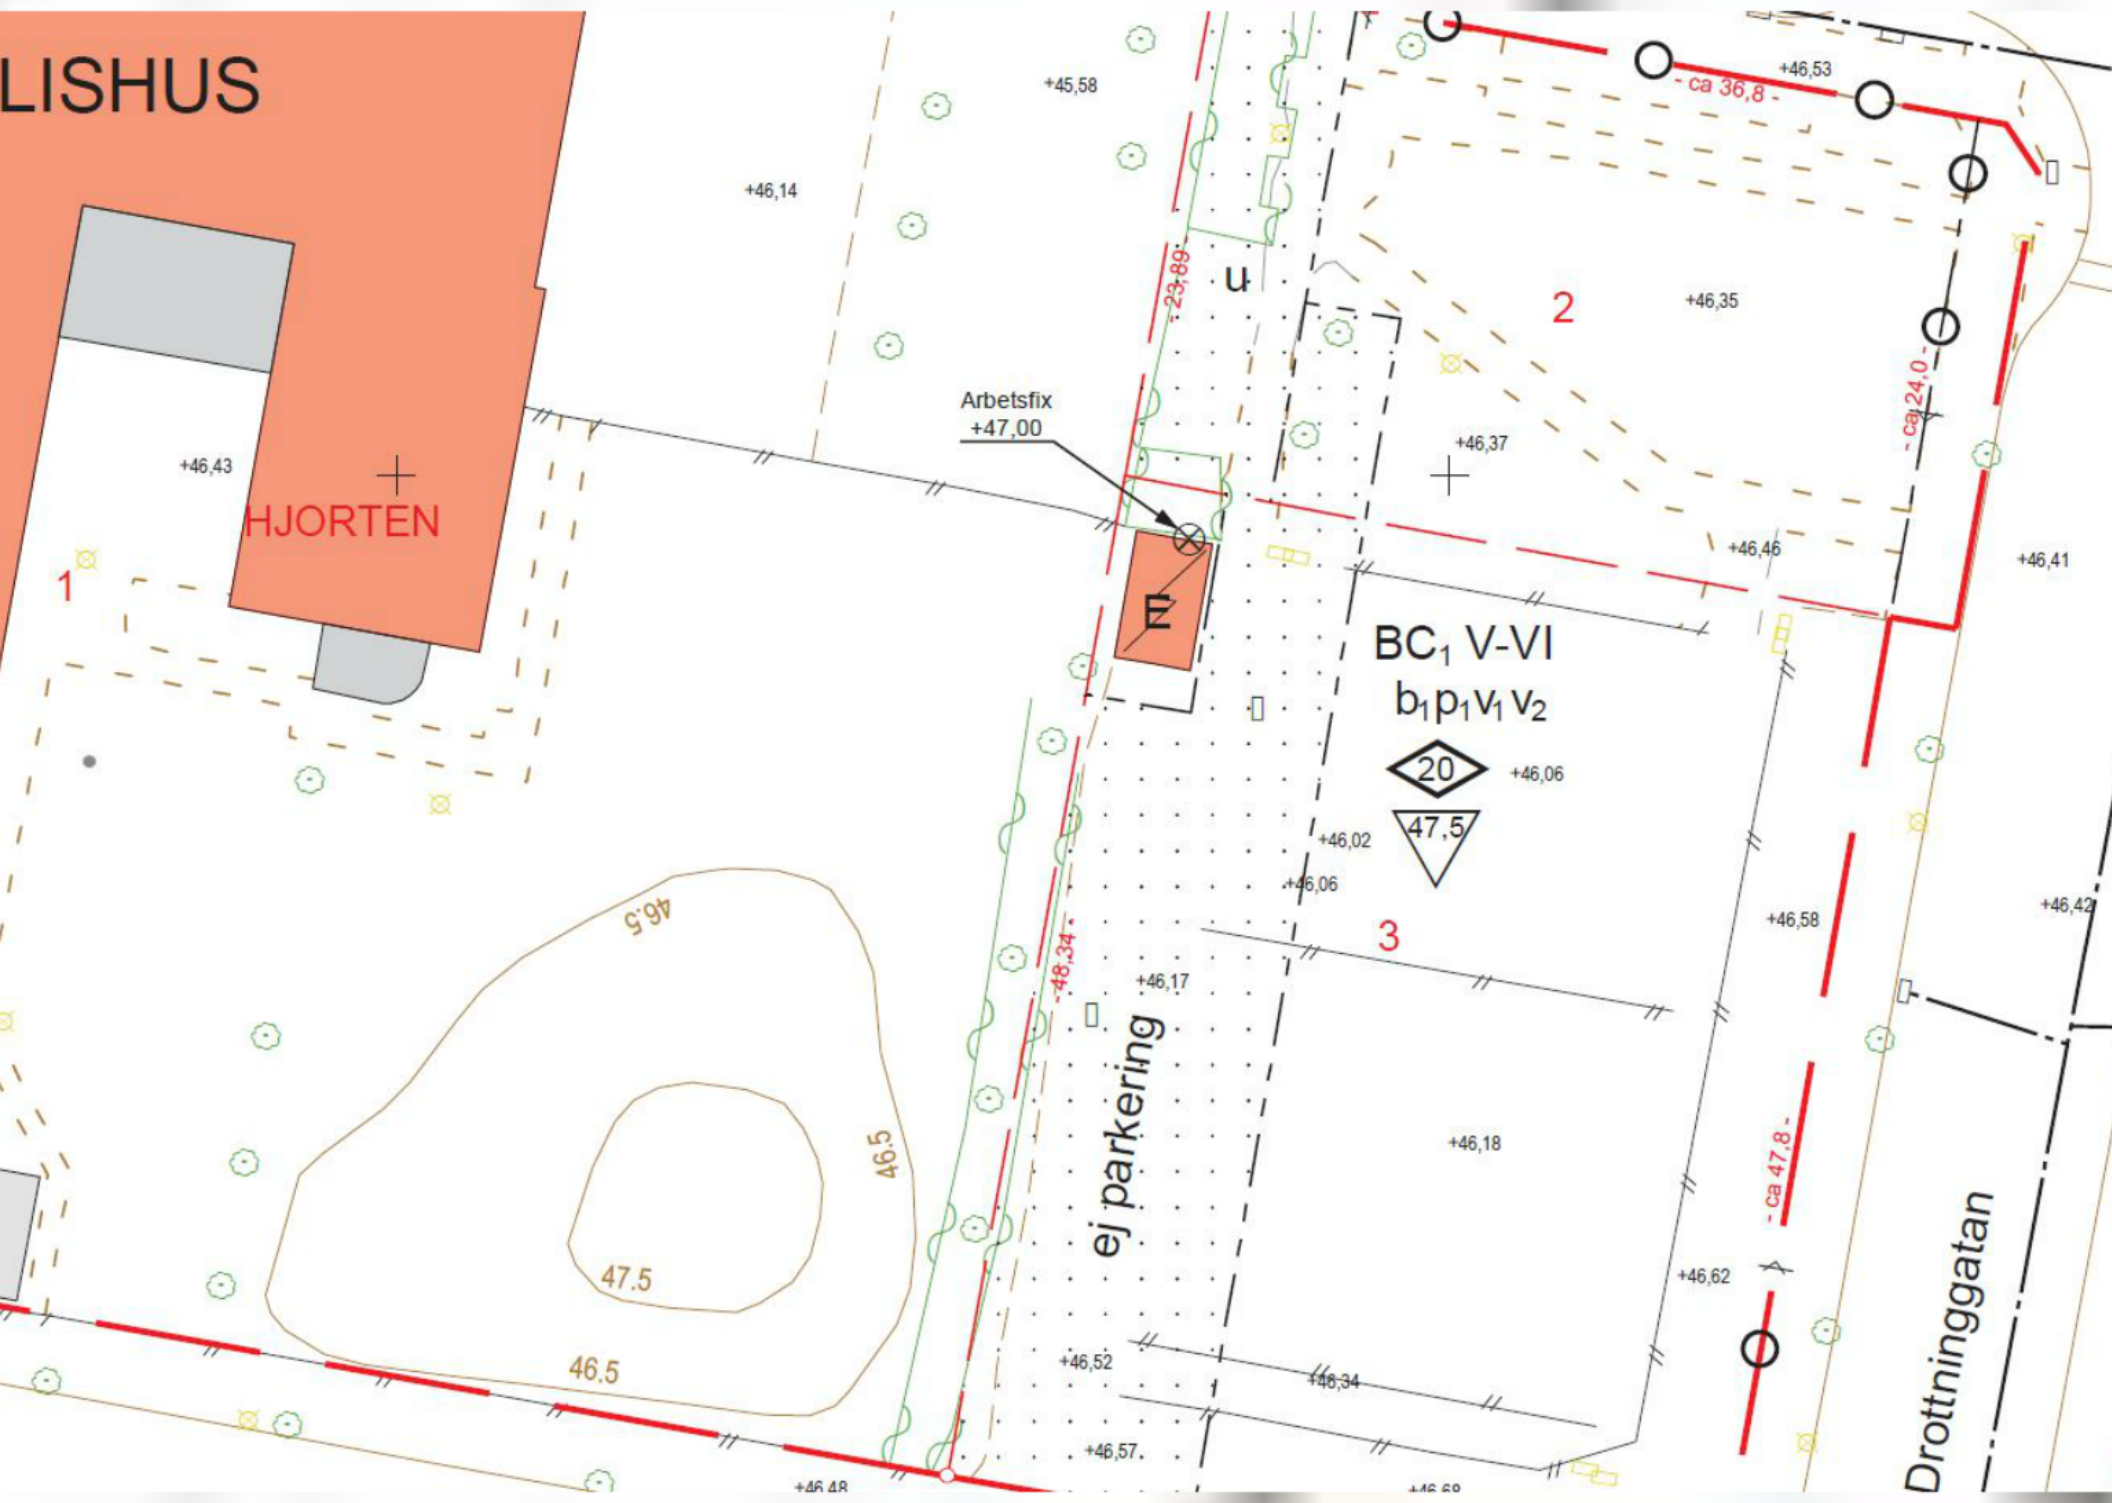 LISHUS
+45,58
+46,53
- ca 36,8 -
+46,14
- 23,89 -
u
2
+46,35
- ca 24,0 -
Arbetsfix
+47,00
+46,43
+46,37
HJORTEN
1
+46,46
+46,41
E
BC₁ V-VI
b₁p₁v₁v₂
20
+46,06
47,5
+46,02
+46,06
46.5
+46,58
+46,42
3
- 48,34 -
+46,17
ej parkering
46.5
+46,18
- ca 47,8 -
47.5
+46,62
Drottninggatan
46.5
+46,52
+46,34
+46,57
+46,48
+46,68